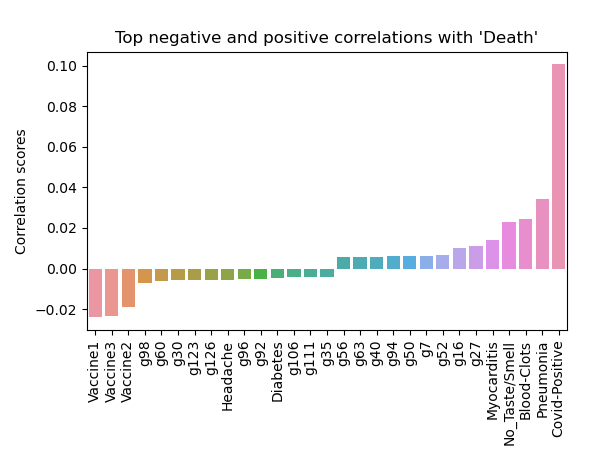 Top negative and positive correlations with 'Death'
Correlation scores
0.10
0.08
0.06
0.04
0.02
0.00
−0.02
Vaccine1
Vaccine3
Vaccine2
g98
g60
g30
g123
g126
Headache
g96
g92
Diabetes
g106
g111
g35
g56
g63
g40
g94
g50
g7
g52
g16
g27
Myocarditis
No_Taste/Smell
Blood-Clots
Pneumonia
Covid-Positive